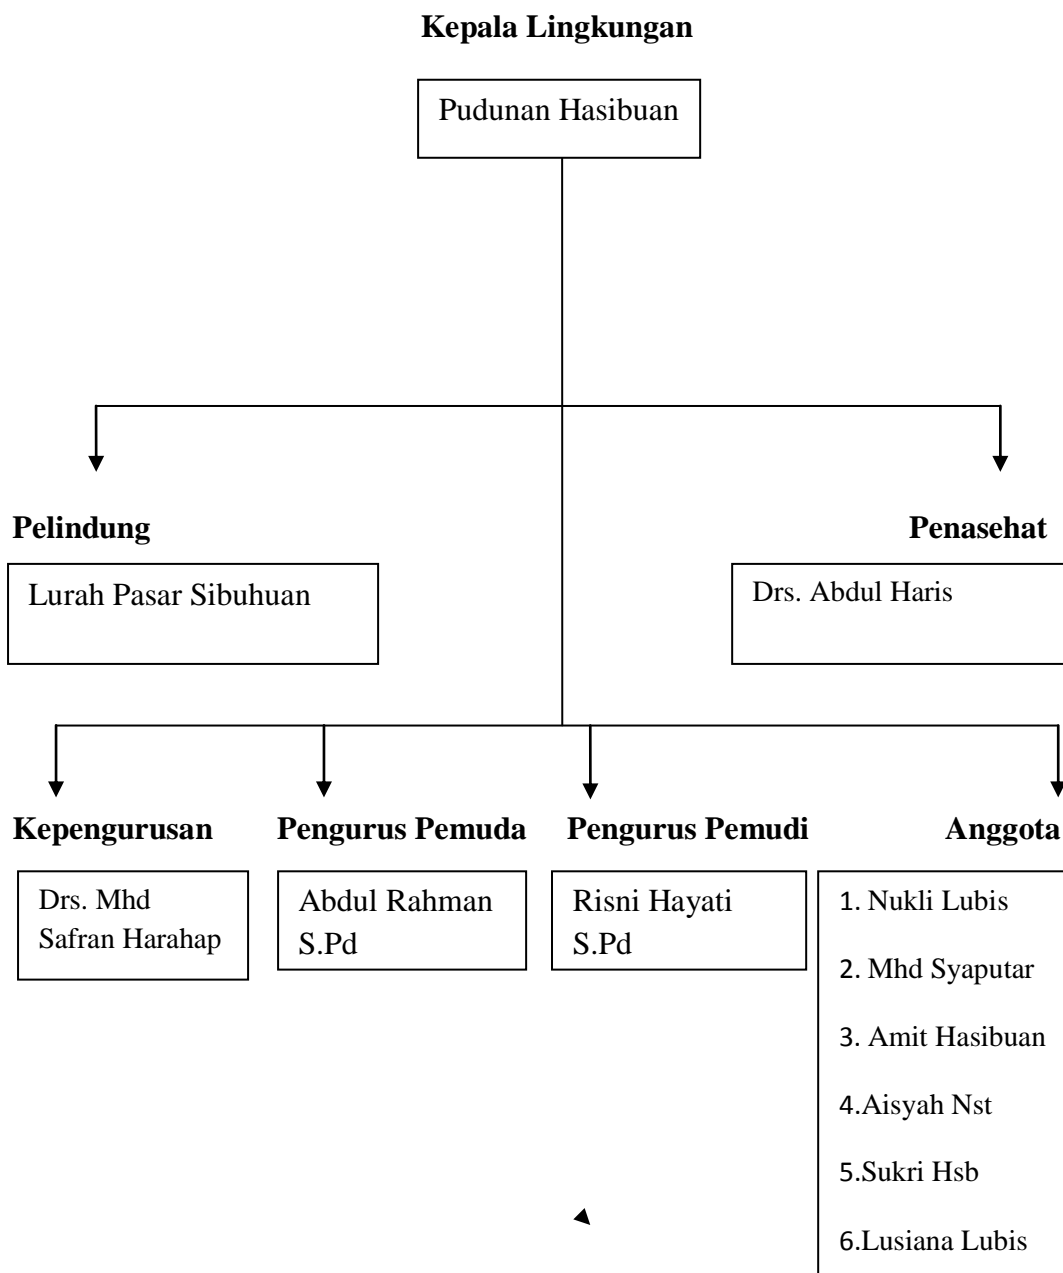 Kepala Lingkungan
Pudunan Hasibuan
Pelindung
Penasehat
Lurah Pasar Sibuhuan
Drs. Abdul Haris
Kepengurusan
Pengurus Pemuda
Pengurus Pemudi
Anggota
Drs. Mhd
Safran Harahap
Abdul Rahman
S.Pd
Risni Hayati
S.Pd
1. Nukli Lubis
2. Mhd Syaputar
3. Amit Hasibuan
4.Aisyah Nst
5.Sukri Hsb
6.Lusiana Lubis